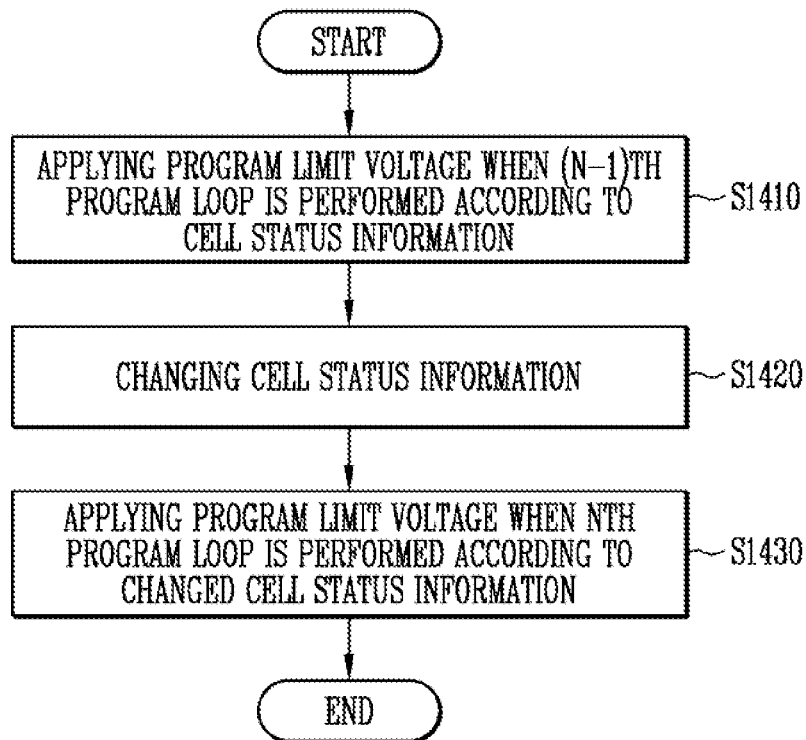 START
APPLYING PROGRAM LIMIT VOLTAGE WHEN (N-1)TH
PROGRAM LOOP IS PERFORMED ACCORDING TO
CELL STATUS INFORMATION
S1410
CHANGING CELL STATUS INFORMATION
S1420
APPLYING PROGRAM LIMIT VOLTAGE WHEN NTH
PROGRAM LOOP IS PERFORMED ACCORDING TO
CHANGED CELL STATUS INFORMATION
S1430
END